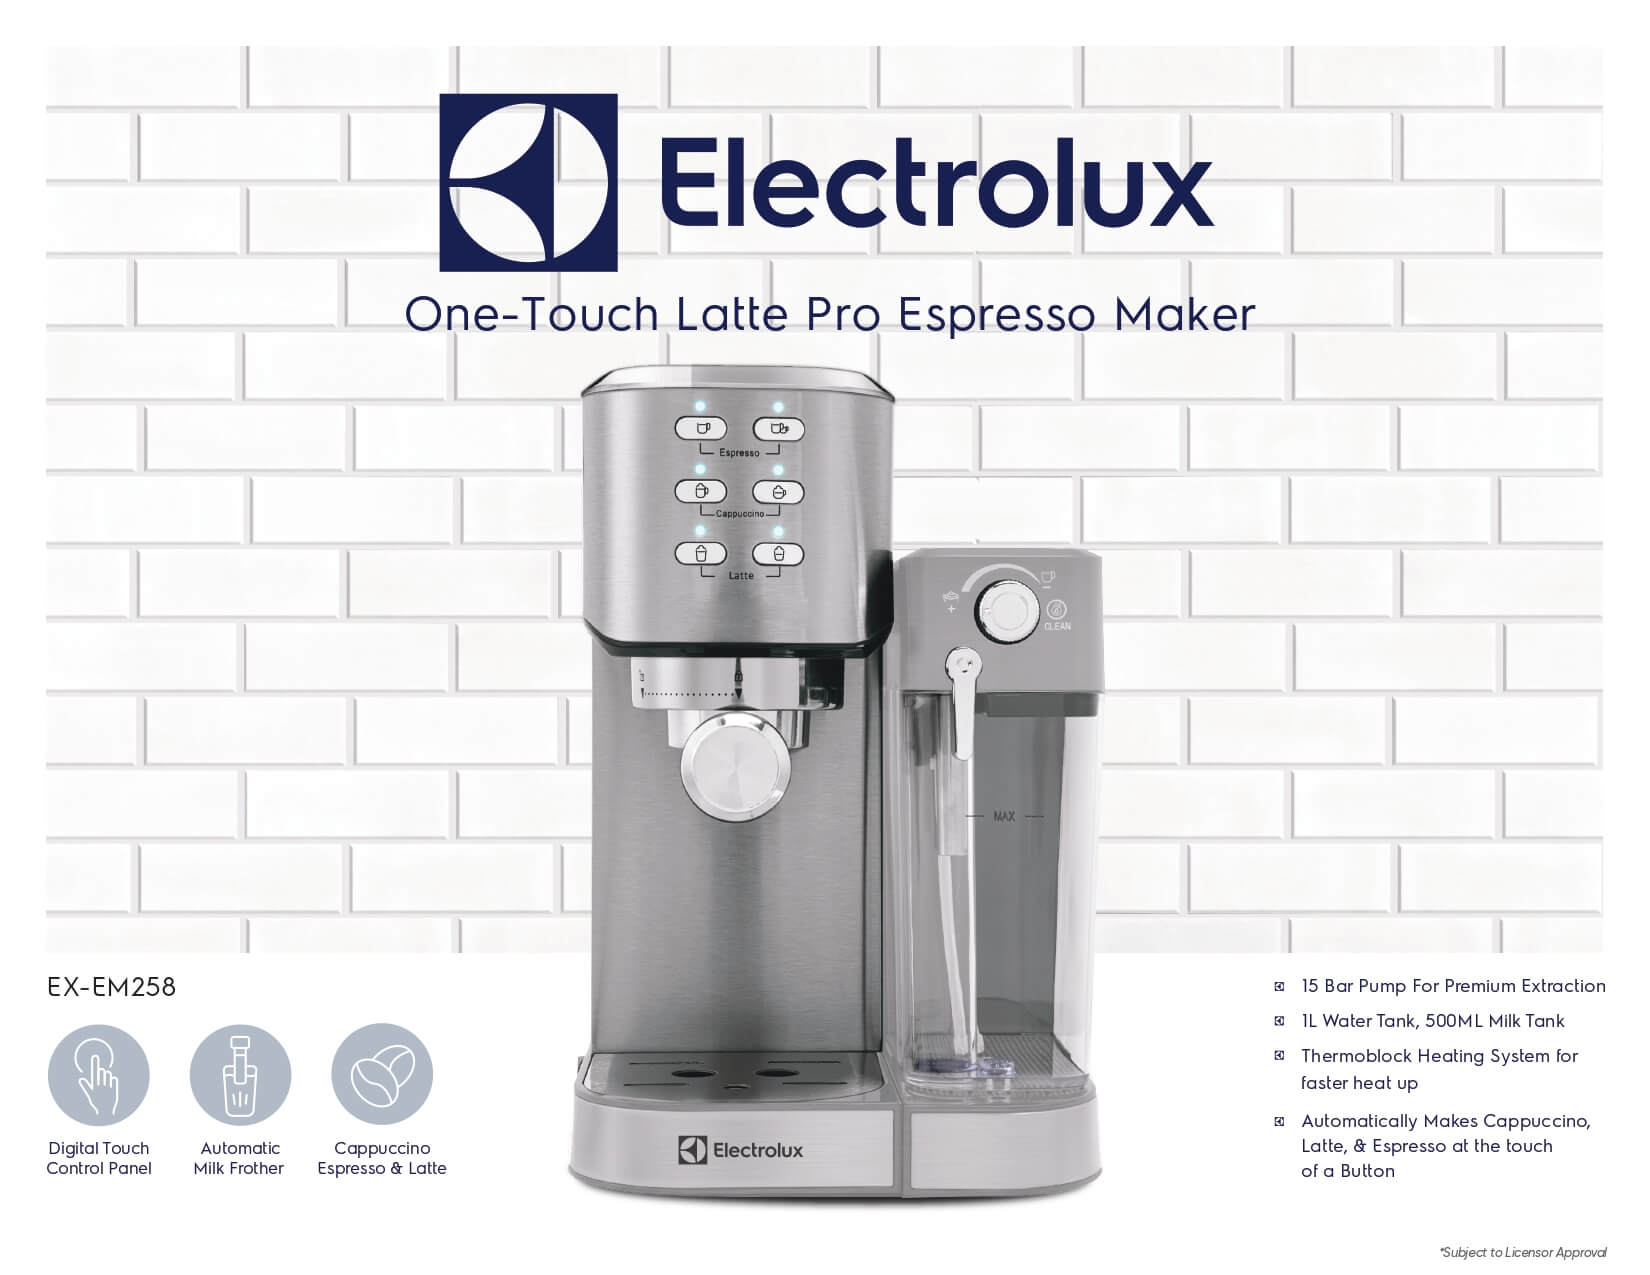 Electrolux
One-Touch Latte Pro Espresso Maker
Espresso
Cappuccino
Latte
+
CLEAN
MAX
Electrolux
EX-EM258
Digital Touch
Control Panel
Automatic
Milk Frother
Cappuccino
Espresso & Latte
15 Bar Pump For Premium Extraction
1L Water Tank, 500ML Milk Tank
Thermoblock Heating System for
faster heat up
Automatically Makes Cappuccino,
Latte, & Espresso at the touch
of a Button
*Subject to Licensor Approval